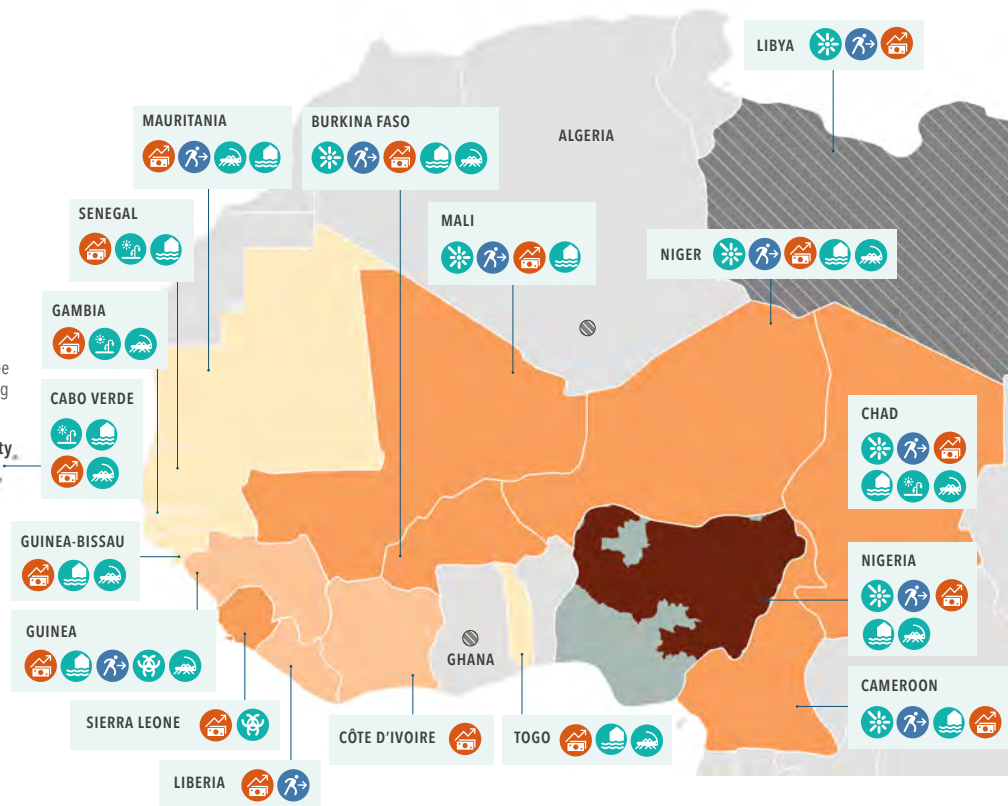 LIBYA
MAURITANIA
BURKINA FASO
ALGERIA
SENEGAL
MALI
NIGER
GAMBIA
CABO VERDE
CHAD
GUINEA-BISSAU
NIGERIA
GUINEA
GHANA
CAMEROON
SIERRA LEONE
CÔTE D'IVOIRE
TOGO
LIBERIA